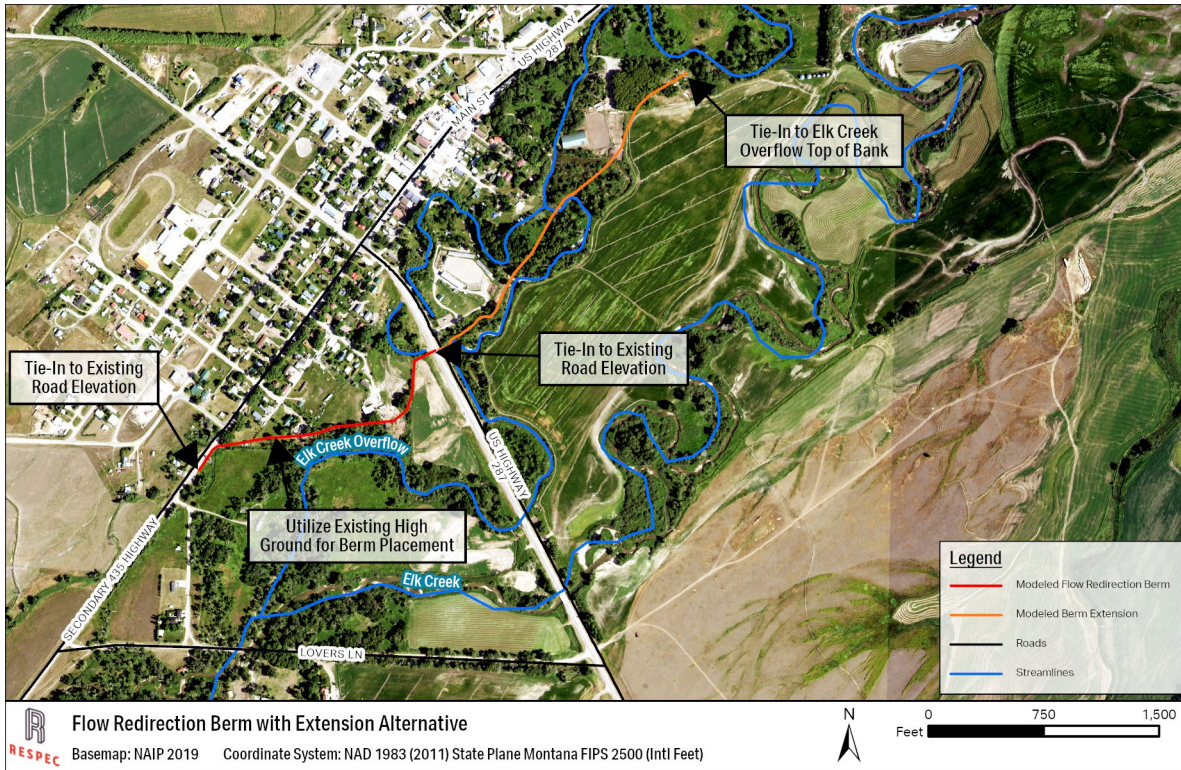 US HIGHWAY
287
MAIN ST
Tie-In to Elk Creek
Overflow Top of Bank
Tie-In to Existing
Road Elevation
Tie-In to Existing
Road Elevation
Elk Creek Overflow
US HIGHWAY
287
Utilize Existing High
Ground for Berm Placement
SECONDARY 435 HIGHWAY
Elk Creek
LOVERS LN
Legend
Modeled Flow Redirection Berm
Modeled Berm Extension
Roads
Streamlines
RESPEC
Flow Redirection Berm with Extension Alternative
Basemap: NAIP 2019 Coordinate System: NAD 1983 (2011) State Plane Montana FIPS 2500 (Intl Feet)
N
0 750 1,500
Feet